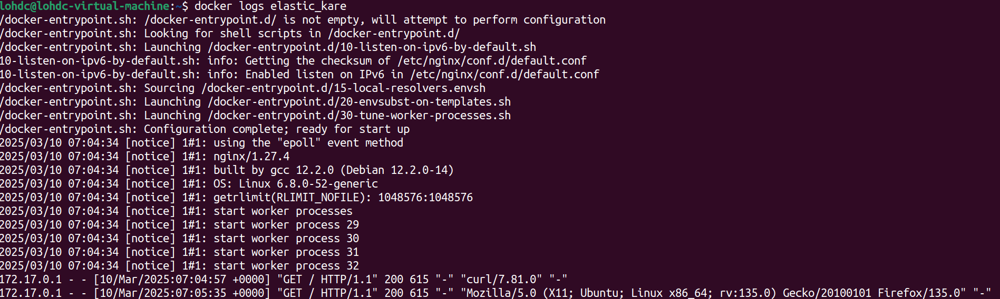 lohdc@lohdc-virtual-machine:~$ docker logs elastic_kare
/docker-entrypoint.sh: /docker-entrypoint.d/ is not empty, will attempt to perform configuration
/docker-entrypoint.sh: Looking for shell scripts in /docker-entrypoint.d/
/docker-entrypoint.sh: Launching /docker-entrypoint.d/10-listen-on-ipv6-by-default.sh
10-listen-on-ipv6-by-default.sh: info: Getting the checksum of /etc/nginx/conf.d/default.conf
10-listen-on-ipv6-by-default.sh: info: Enabled listen on IPv6 in /etc/nginx/conf.d/default.conf
/docker-entrypoint.sh: Sourcing /docker-entrypoint.d/15-local-resolvers.envsh
/docker-entrypoint.sh: Launching /docker-entrypoint.d/20-envsubst-on-templates.sh
/docker-entrypoint.sh: Launching /docker-entrypoint.d/30-tune-worker-processes.sh
/docker-entrypoint.sh: Configuration complete; ready for start up
2025/03/10 07:04:34 [notice] 1#1: using the "epoll" event method
2025/03/10 07:04:34 [notice] 1#1: nginx/1.27.4
2025/03/10 07:04:34 [notice] 1#1: built by gcc 12.2.0 (Debian 12.2.0-14)
2025/03/10 07:04:34 [notice] 1#1: OS: Linux 6.8.0-52-generic
2025/03/10 07:04:34 [notice] 1#1: getrlimit(RLIMIT_NOFILE): 1048576:1048576
2025/03/10 07:04:34 [notice] 1#1: start worker processes
2025/03/10 07:04:34 [notice] 1#1: start worker process 29
2025/03/10 07:04:34 [notice] 1#1: start worker process 30
2025/03/10 07:04:34 [notice] 1#1: start worker process 31
2025/03/10 07:04:34 [notice] 1#1: start worker process 32
172.17.0.1 - - [10/Mar/2025:07:04:57 +0000] "GET / HTTP/1.1" 200 615 "-" "curl/7.81.0" "-"
172.17.0.1 - - [10/Mar/2025:07:05:35 +0000] "GET / HTTP/1.1" 200 615 "-" "Mozilla/5.0 (X11; Ubuntu; Linux x86_64; rv:135.0) Gecko/20100101 Firefox/135.0" "-"